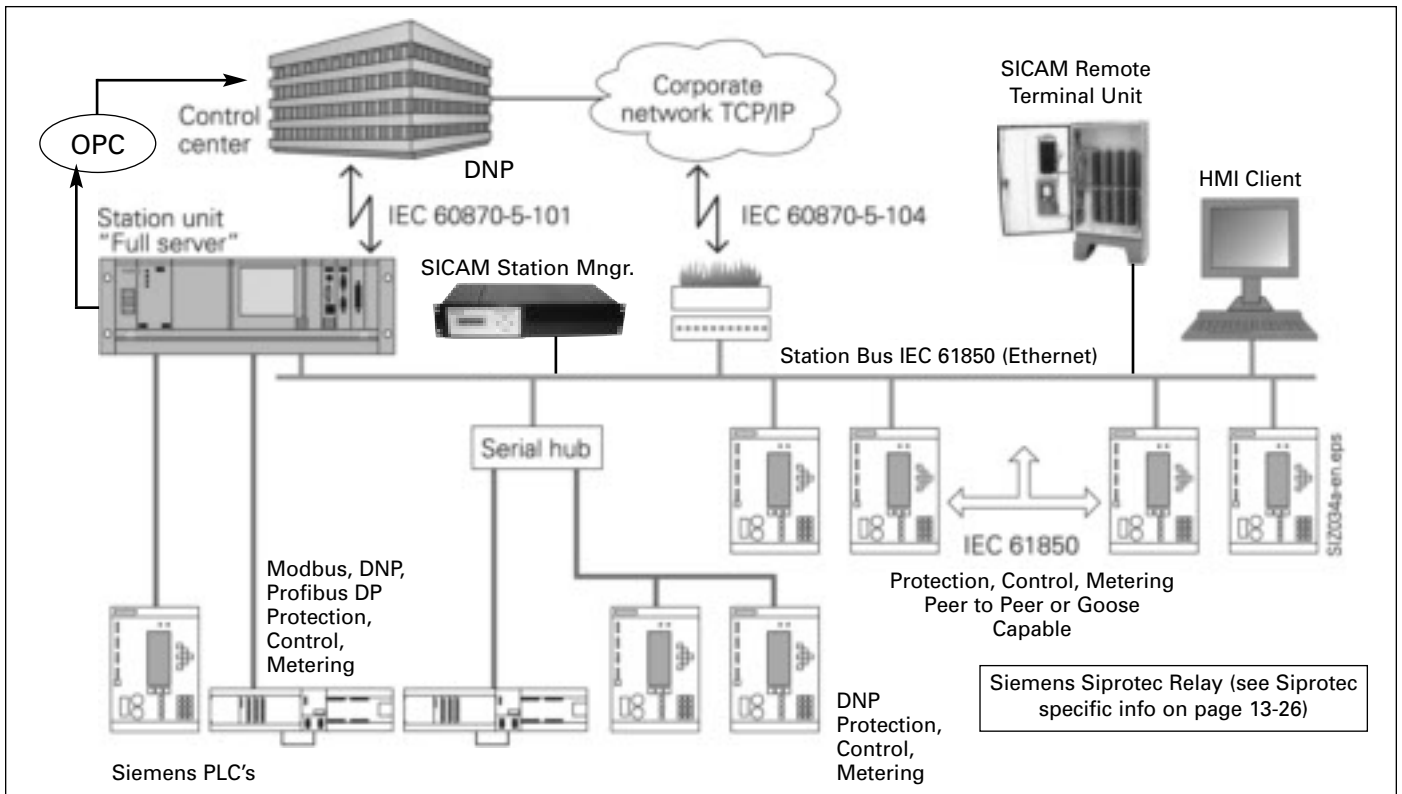 OPC
Control
center
DNP
Corporate
network TCP/IP
SICAM Remote
Terminal Unit
HMI Client
IEC 60870-5-101
IEC 60870-5-104
Station unit
"Full server"
SICAM Station Mngr.
Station Bus IEC 61850 (Ethernet)
Serial hub
IEC 61850
SIZ034a-en.eps
Modbus, DNP,
Profibus DP
Protection,
Control,
Metering
Protection, Control, Metering
Peer to Peer or Goose
Capable
Siemens Siprotec Relay (see Siprotec
specific info on page 13-26)
DNP
Protection,
Control,
Metering
Siemens PLC's